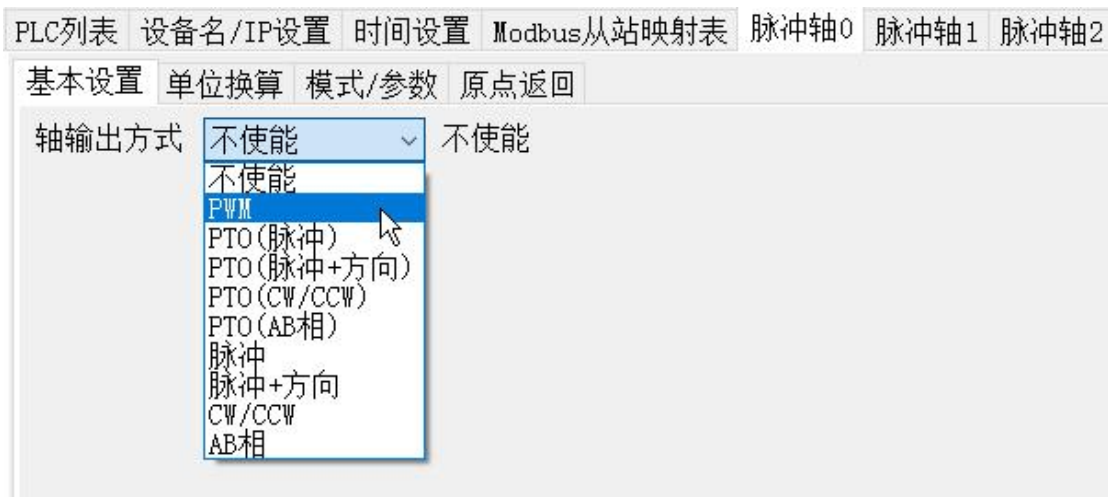 PLC列表 设备名/IP设置 时间设置 Modbus从站映射表 脉冲轴0 脉冲轴1 脉冲轴2
基本设置 单位换算 模式/参数 原点返回
轴输出方式 不使能 不使能
不使能
PWM
PTO(脉冲)
PTO(脉冲+方向)
PTO(CW/CCW)
PTO(AB相)
脉冲
脉冲+方向
CW/CCW
AB相